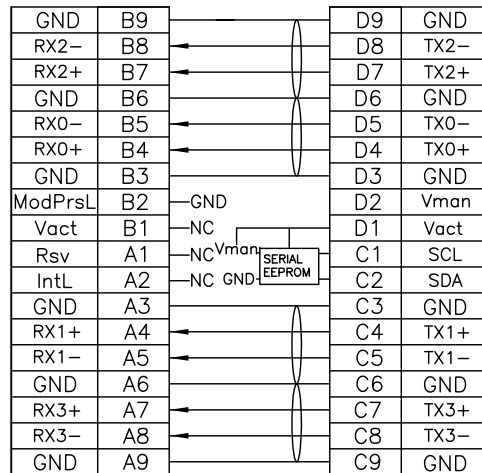 GND B9 D9 GND
RX2- B8 D8 TX2-
RX2+ B7 D7 TX2+
GND B6 D6 GND
RX0- B5 D5 TX0-
RX0+ B4 D4 TX0+
GND B3 D3 GND
ModPrsL B2 GND D2 Vman
Vact B1 NC D1 Vact
Rsv A1 NC Vman SERIAL C1 SCL
IntL A2 NC GND EEPROM C2 SDA
GND A3 C3 GND
RX1+ A4 C4 TX1+
RX1- A5 C5 TX1-
GND A6 C6 GND
RX3+ A7 C7 TX3+
RX3- A8 C8 TX3-
GND A9 C9 GND